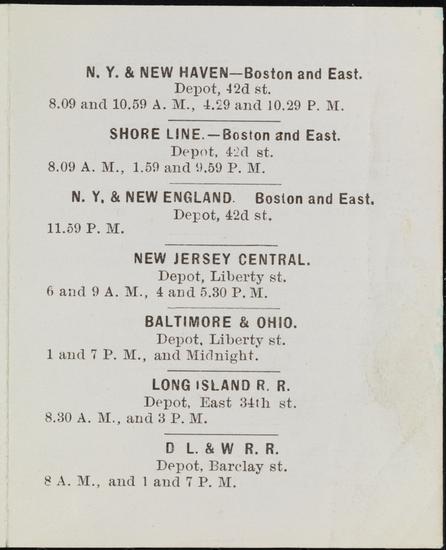 N. Y. & NEW HAVEN—Boston and East.
Depot, 42d st.
8.09 and 10.59 A. M., 4.29 and 10.29 P. M.
SHORE LINE.—Boston and East.
Depot, 42d st.
8.09 A. M., 1.59 and 9.59 P. M.
N. Y. & NEW ENGLAND. Boston and East.
Depot, 42d st.
11.59 P. M.
NEW JERSEY CENTRAL.
Depot, Liberty st.
6 and 9 A. M., 4 and 5.30 P. M.
BALTIMORE & OHIO.
Depot, Liberty st.
1 and 7 P. M., and Midnight.
LONG ISLAND R. R.
Depot, East 34th st.
8.30 A. M., and 3 P. M.
D L. & W R. R.
Depot, Barclay st.
8 A. M., and 1 and 7 P. M.